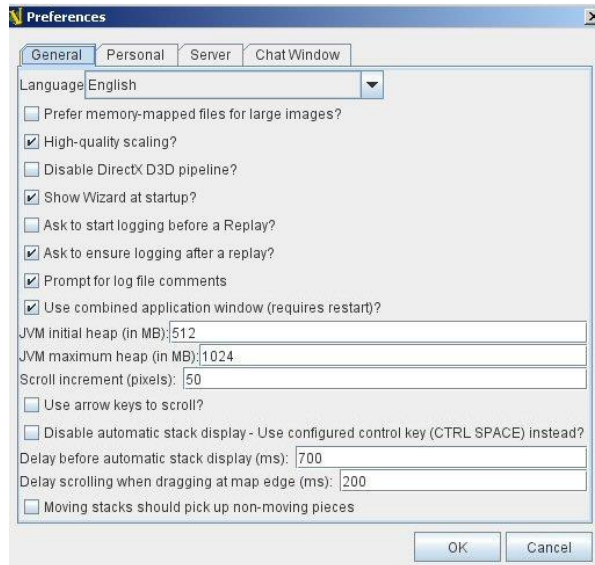 Preferences
General Personal Server Chat Window
Language English
Prefer memory-mapped files for large images?
High-quality scaling?
Disable DirectX D3D pipeline?
Show Wizard at startup?
Ask to start logging before a Replay?
Ask to ensure logging after a replay?
Prompt for log file comments
Use combined application window (requires restart)?
JVM initial heap (in MB): 512
JVM maximum heap (in MB): 1024
Scroll increment (pixels): 50
Use arrow keys to scroll?
Disable automatic stack display - Use configured control key (CTRL SPACE) instead?
Delay before automatic stack display (ms): 700
Delay scrolling when dragging at map edge (ms): 200
Moving stacks should pick up non-moving pieces
OK Cancel